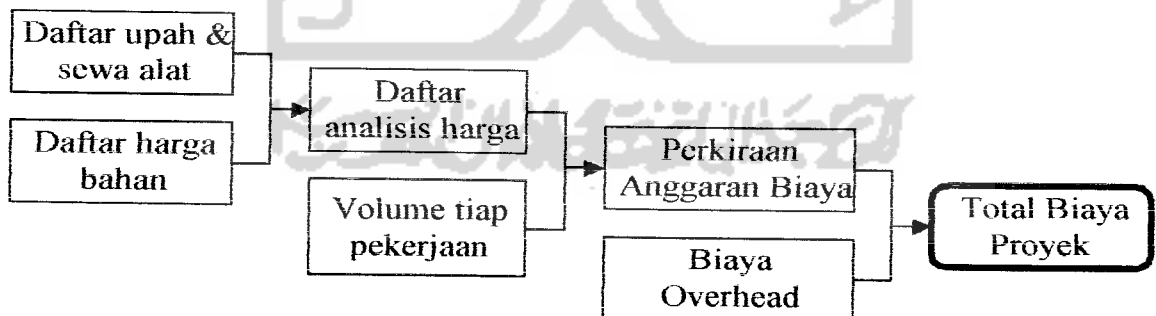 Daftar upah &
sewa alat
Daftar harga
bahan
Daftar
analisis harga
Volume tiap
pekerjaan
Perkiraan
Anggaran Biaya
Biaya
Overhead
Total Biaya
Proyek